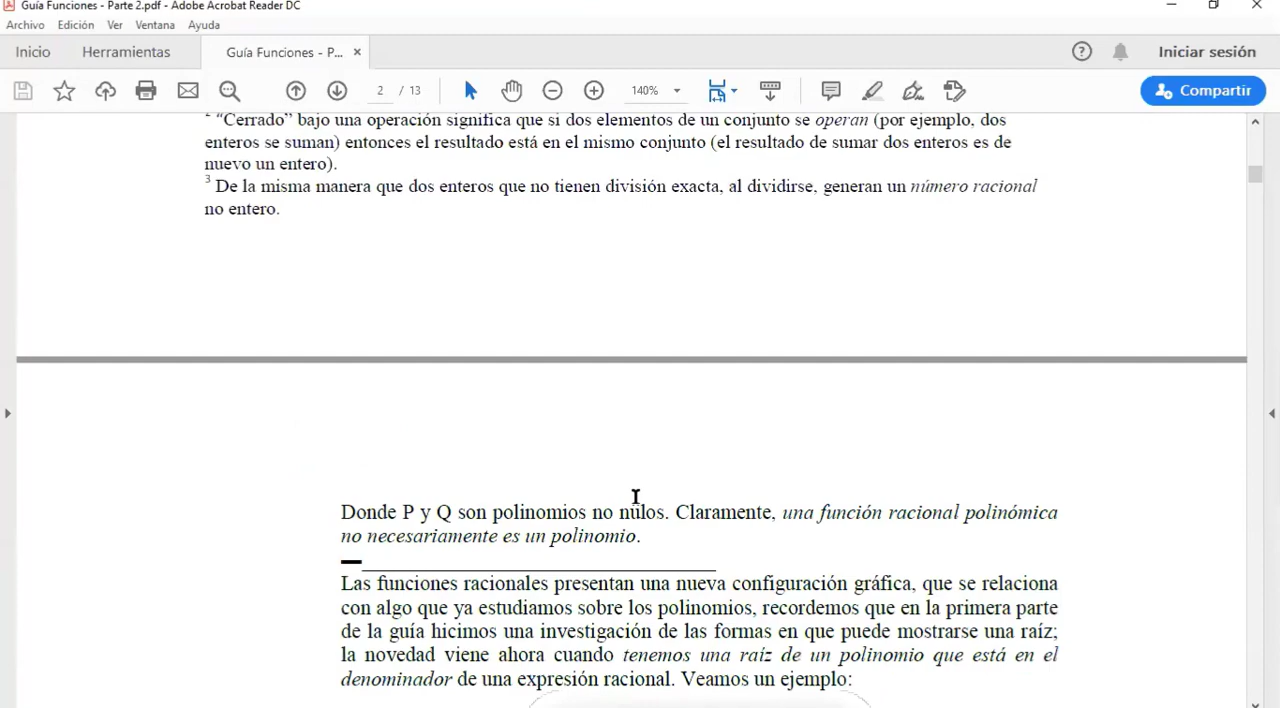 Guía Funciones - Parte 2.pdf - Adobe Acrobat Reader DC
Archivo Edición Ver Ventana Ayuda
Inicio Herramientas Guía Funciones - P... × Iniciar sesión
2 / 13 140% Compartir
2 “Cerrado” bajo una operación significa que si dos elementos de un conjunto se operan (por ejemplo, dos
enteros se suman) entonces el resultado está en el mismo conjunto (el resultado de sumar dos enteros es de
nuevo un entero).
3 De la misma manera que dos enteros que no tienen división exacta, al dividirse, generan un número racional
no entero.
Donde P y Q son polinomios no nulos. Claramente, una función racional polinómica
no necesariamente es un polinomio.
Las funciones racionales presentan una nueva configuración gráfica, que se relaciona
con algo que ya estudiamos sobre los polinomios, recordemos que en la primera parte
de la guía hicimos una investigación de las formas en que puede mostrarse una raíz;
la novedad viene ahora cuando tenemos una raíz de un polinomio que está en el
denominador de una expresión racional. Veamos un ejemplo: